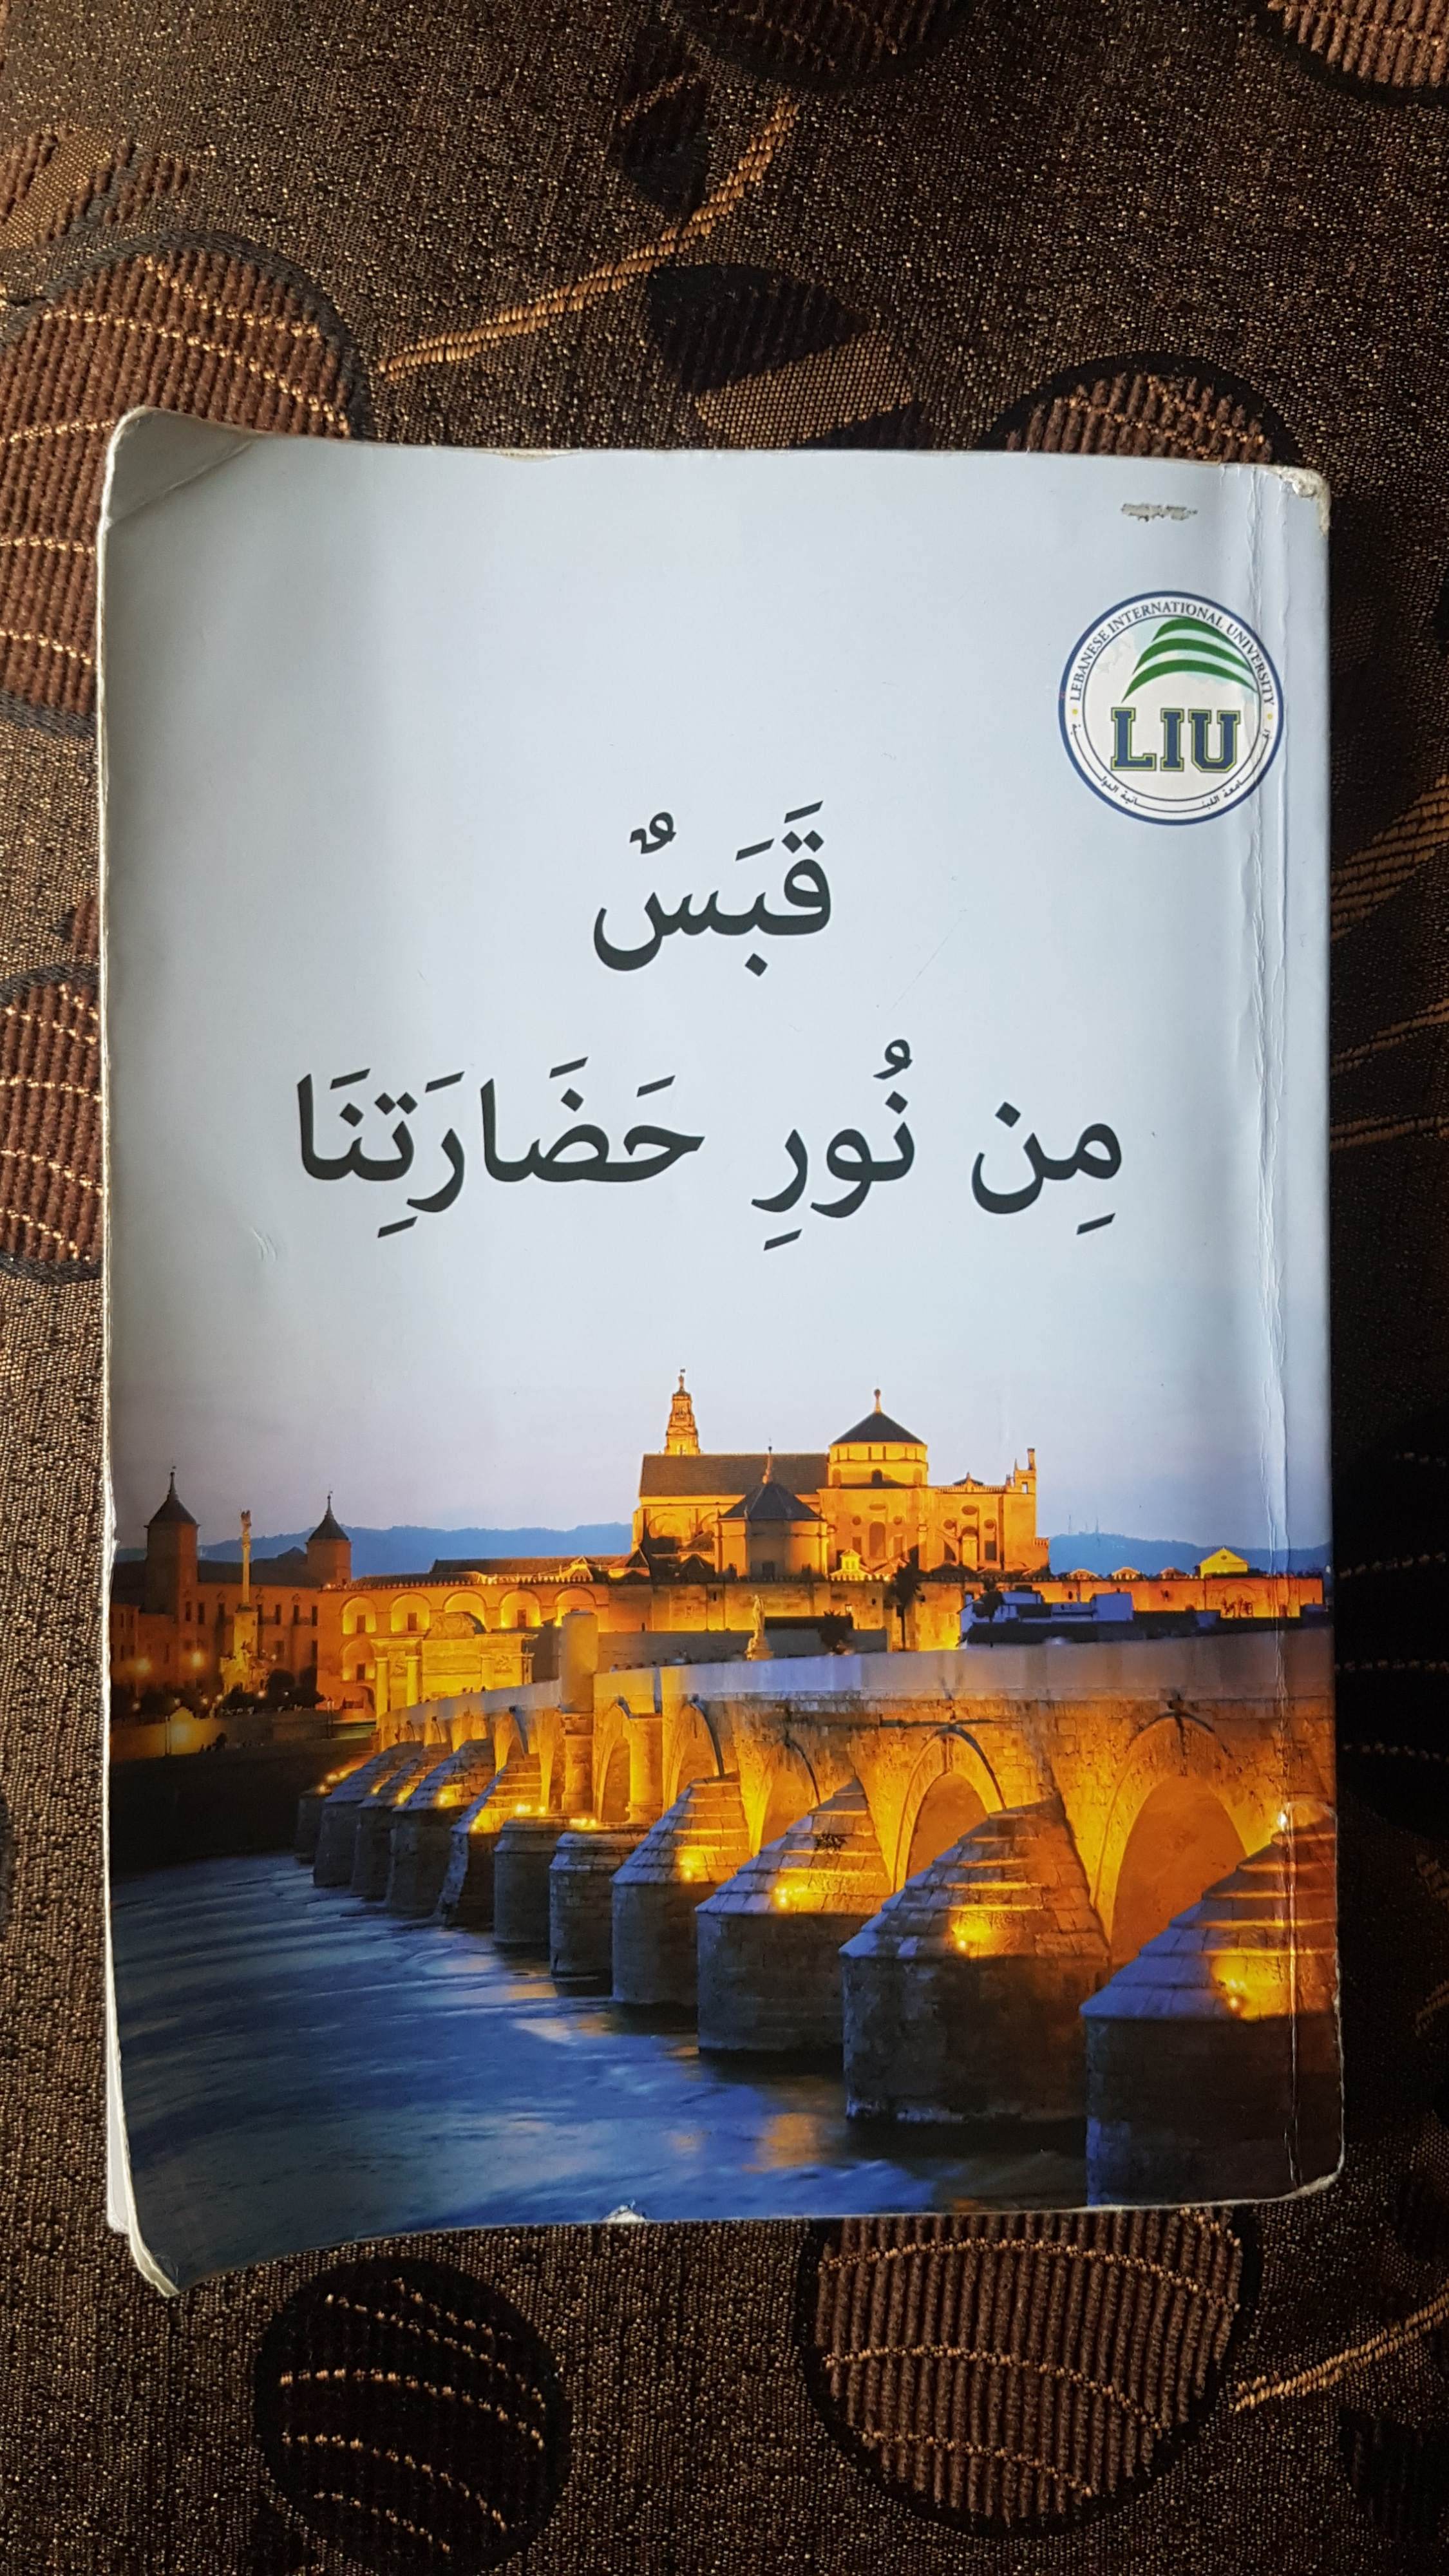 LEBANESE INTERNATIONAL UNIVERSITY
LIU
قَبَسٌ
مِن نُورِ حَضَارَتِنَا